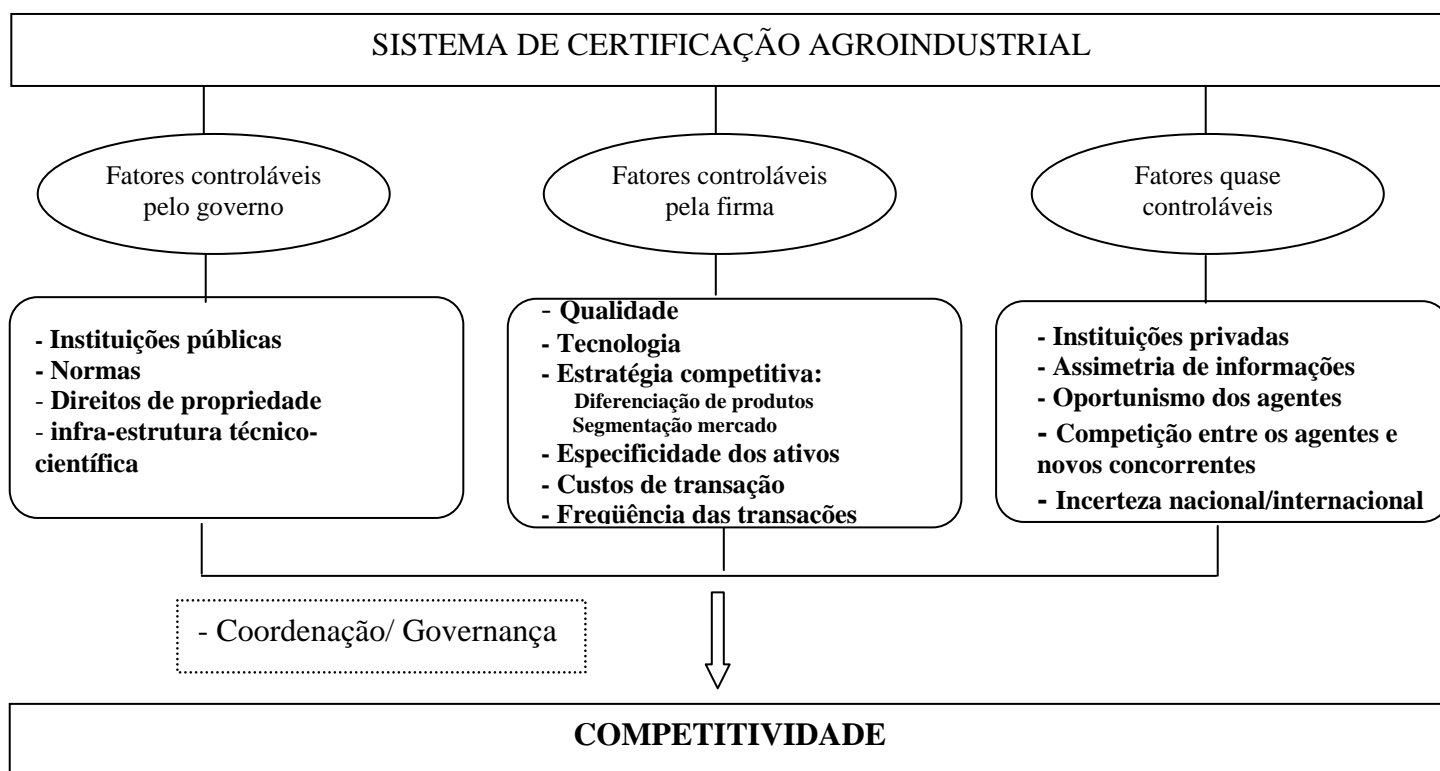 SISTEMA DE CERTIFICAÇÃO AGROINDUSTRIAL
Fatores controláveis
pelo governo
Fatores controláveis
pela firma
Fatores quase
controláveis
- Instituições públicas
- Normas
- Direitos de propriedade
- infra-estrutura técnico-
científica
- Qualidade
- Tecnologia
- Estratégia competitiva:
Diferenciação de produtos
Segmentação mercado
- Especificidade dos ativos
- Custos de transação
- Freqüência das transações
- Instituições privadas
- Assimetria de informações
- Oportunismo dos agentes
- Competição entre os agentes e
novos concorrentes
- Incerteza nacional/internacional
- Coordenação/ Governança
COMPETITIVIDADE